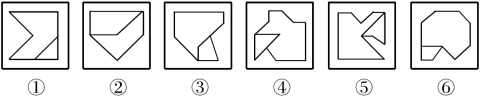 ① ② ③ ④ ⑤ ⑥